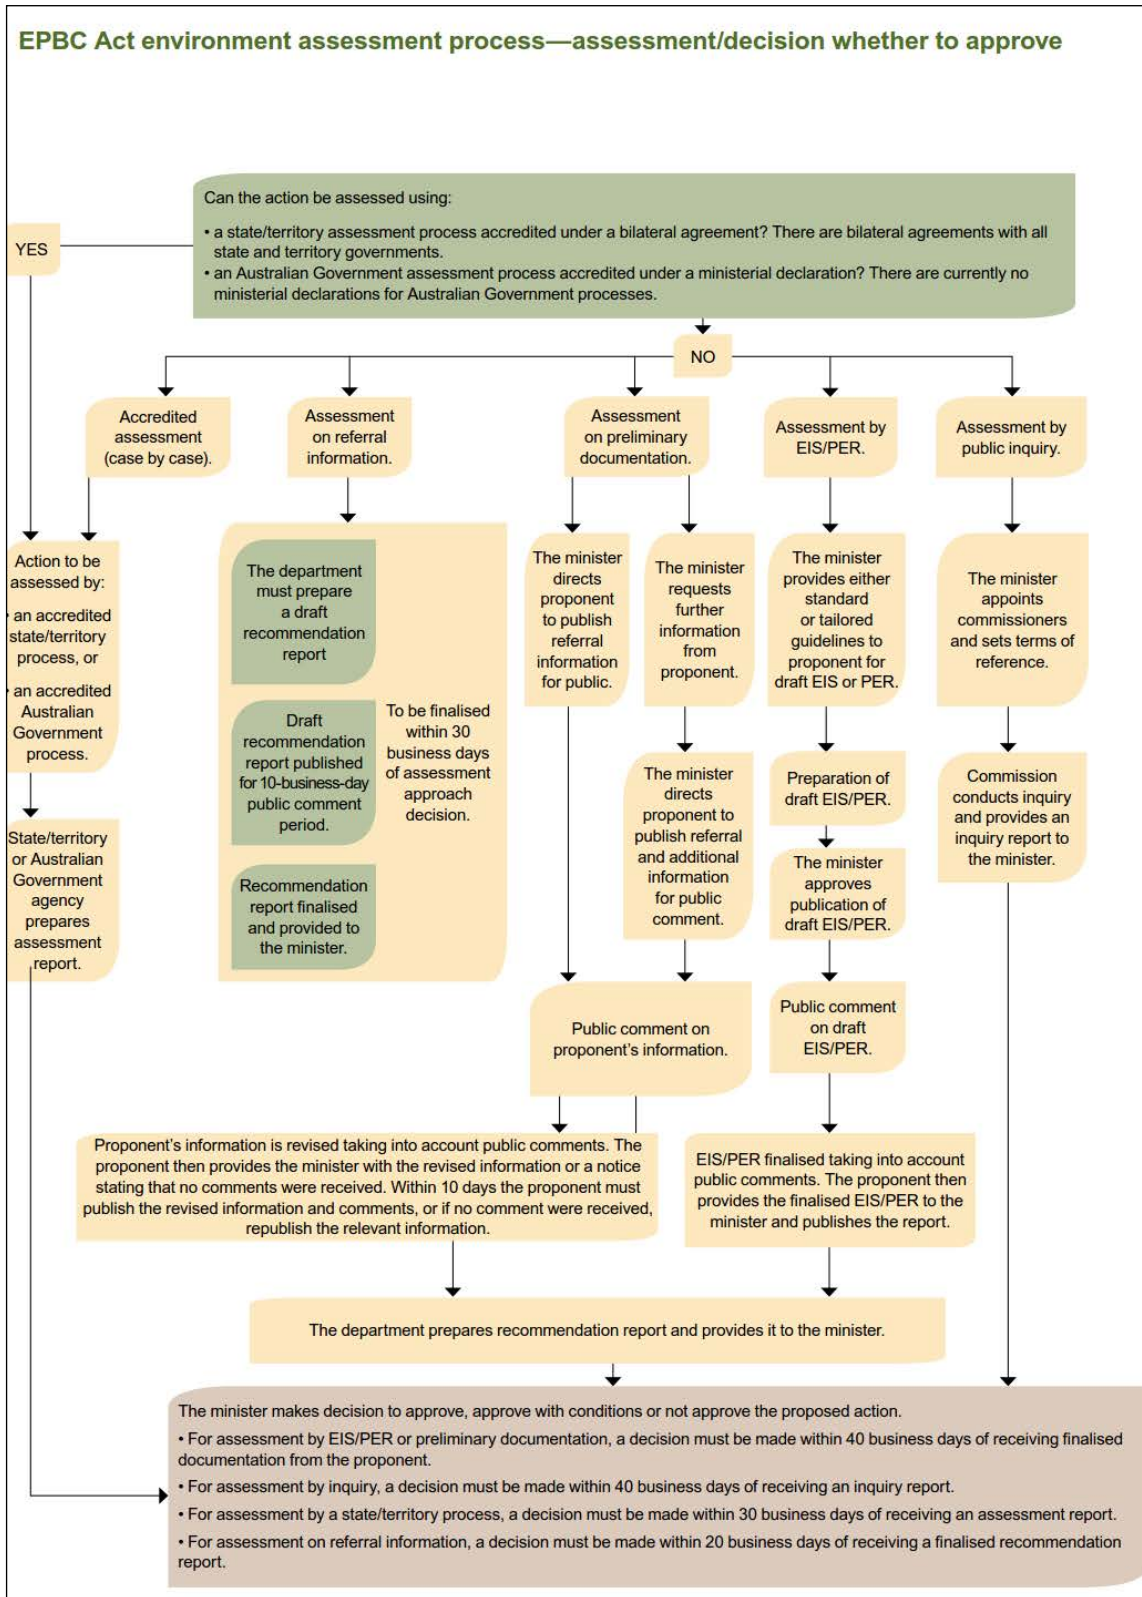 EPBC Act environment assessment process—assessment/decision whether to approve
Can the action be assessed using:
• a state/territory assessment process accredited under a bilateral agreement? There are bilateral agreements with all
state and territory governments.
• an Australian Government assessment process accredited under a ministerial declaration? There are currently no
ministerial declarations for Australian Government processes.
YES
NO
Accredited
assessment
(case by case).
Assessment
on referral
information.
Assessment
on preliminary
documentation.
Assessment by
EIS/PER.
Assessment by
public inquiry.
Action to be
assessed by:
• an accredited
state/territory
process, or
• an accredited
Australian
Government
process.
State/territory
or Australian
Government
agency
prepares
assessment
report.
The department
must prepare
a draft
recommendation
report
Draft
recommendation
report published
for 10-business-day
public comment
period.
Recommendation
report finalised
and provided to
the minister.
To be finalised
within 30
business days
of assessment
approach
decision.
The minister
directs
proponent
to publish
referral
information
for public.
The minister
requests
further
information
from
proponent.
The minister
directs
proponent to
publish referral
and additional
information
for public
comment.
Public comment on
proponent’s information.
The minister
provides either
standard
or tailored
guidelines to
proponent for
draft EIS or PER.
Preparation of
draft EIS/PER.
The minister
approves
publication of
draft EIS/PER.
Public comment
on draft
EIS/PER.
The minister
appoints
commissioners
and sets terms of
reference.
Commission
conducts inquiry
and provides an
inquiry report to
the minister.
Proponent’s information is revised taking into account public comments. The
proponent then provides the minister with the revised information or a notice
stating that no comments were received. Within 10 days the proponent must
publish the revised information and comments, or if no comment were received,
republish the relevant information.
EIS/PER finalised taking into account
public comments. The proponent then
provides the finalised EIS/PER to the
minister and publishes the report.
The department prepares recommendation report and provides it to the minister.
The minister makes decision to approve, approve with conditions or not approve the proposed action.
• For assessment by EIS/PER or preliminary documentation, a decision must be made within 40 business days of receiving finalised
documentation from the proponent.
• For assessment by inquiry, a decision must be made within 40 business days of receiving an inquiry report.
• For assessment by a state/territory process, a decision must be made within 30 business days of receiving an assessment report.
• For assessment on referral information, a decision must be made within 20 business days of receiving a finalised recommendation
report.